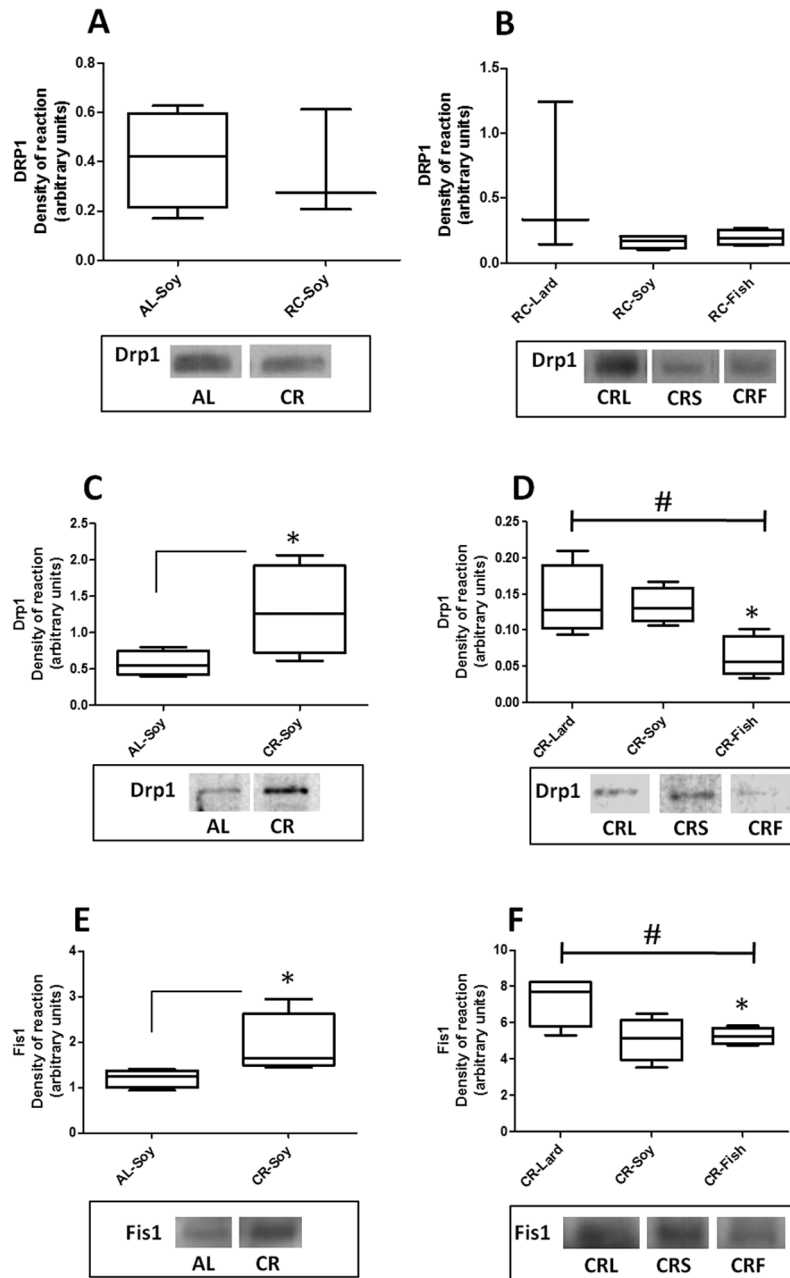 A
DRP1
Density of reaction
(arbitrary units)
0.8
0.6
0.4
0.2
0.0
AL-Soy
RC-Soy
Drp1
AL
CR
B
DRP1
Density of reaction
(arbitrary units)
1.5
1.0
0.5
0.0
RC-Lard
RC-Soy
RC-Fish
Drp1
CRL
CRS
CRF
C
Drp1
Density of reaction
(arbitrary units)
2.5
2.0
1.5
1.0
0.5
0.0
*
AL-Soy
CR-Soy
Drp1
AL
CR
D
Drp1
Density of reaction
(arbitrary units)
0.25
0.20
0.15
0.10
0.05
0.00
#
*
CR-Lard
CR-Soy
CR-Fish
Drp1
CRL
CRS
CRF
E
Fis1
Density of reaction
(arbitrary units)
4
3
2
1
0
*
AL-Soy
CR-Soy
Fis1
AL
CR
F
Fis1
Density of reaction
(arbitrary units)
10
8
6
4
2
0
#
*
CR-Lard
CR-Soy
CR-Fish
Fis1
CRL
CRS
CRF